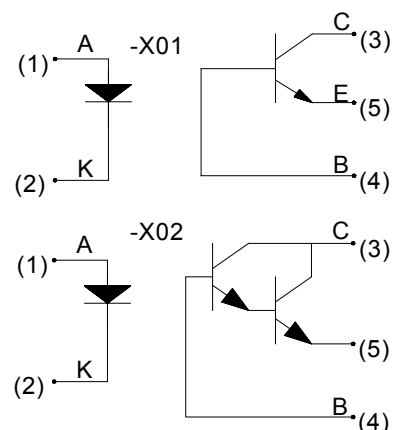 A -X01 C
(1) (3)
E
(5)
K B
(2) (4)
A -X02 C
(1) (3)
(5)
K
(2) B
(4)